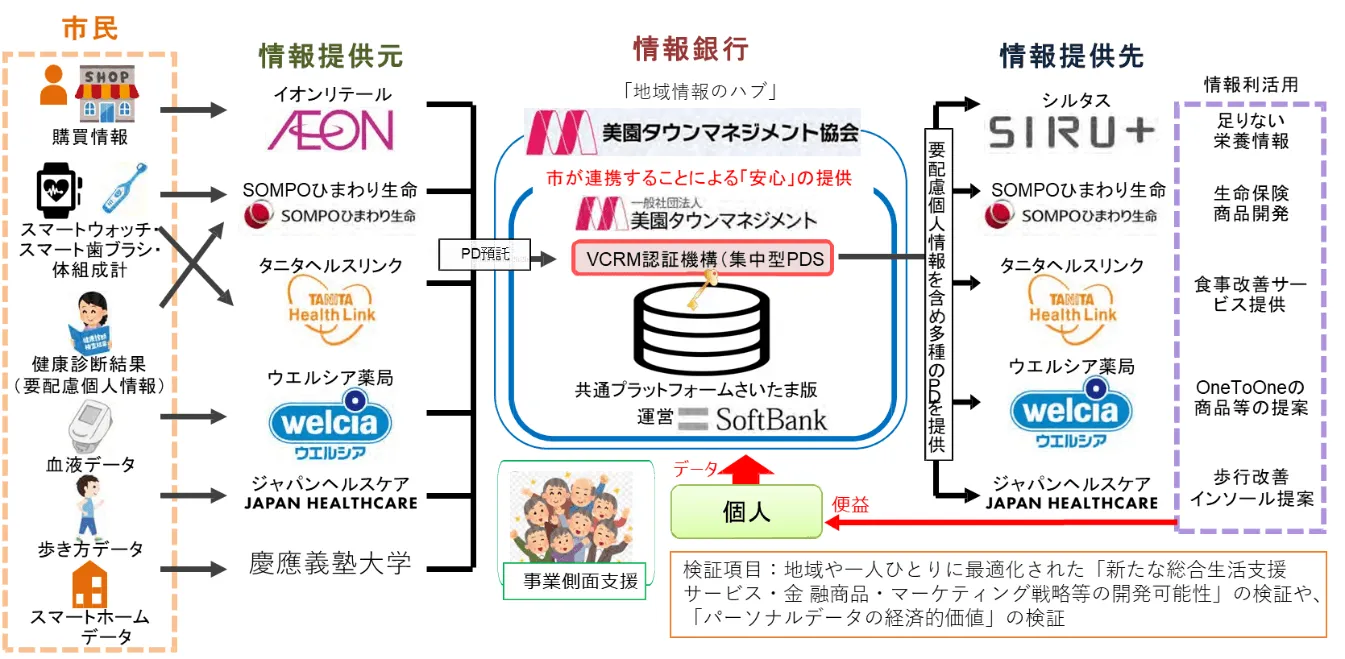 市民
SHOP
購買情報
スマートウォッチ・
スマート歯ブラシ・
体組成計
健康診断結果
（要配慮個人情報）
血液データ
歩き方データ
スマートホーム
データ
情報提供元
イオンリテール
ÆON
SOMPOひまわり生命
SOMPOひまわり生命
タニタヘルスリンク
TANITA
Health Link
ウエルシア薬局
welcia
ウエルシア
ジャパンヘルスケア
JAPAN HEALTHCARE
慶應義塾大学
PD預託
情報銀行
「地域情報のハブ」
美園タウンマネジメント協会
市が連携することによる「安心」の提供
一般社団法人
美園タウンマネジメント
VCRM認証機構（集中型PDS
共通プラットフォームさいたま版
運営 SoftBank
事業側面支援
データ
個人
便益
要配慮個人情報を含め多種のPDを提供
情報提供先
シルタス
SIRU+
SOMPOひまわり生命
SOMPOひまわり生命
タニタヘルスリンク
TANITA
Health Link
ウエルシア薬局
welcia
ウエルシア
ジャパンヘルスケア
JAPAN HEALTHCARE
情報利活用
足りない
栄養情報
生命保険
商品開発
食事改善サー
ビス提供
OneToOneの
商品等の提案
歩行改善
インソール提案
検証項目：地域や一人ひとりに最適化された「新たな総合生活支援
サービス・金 融商品・マーケティング戦略等の開発可能性」の検証や、
「パーソナルデータの経済的価値」の検証